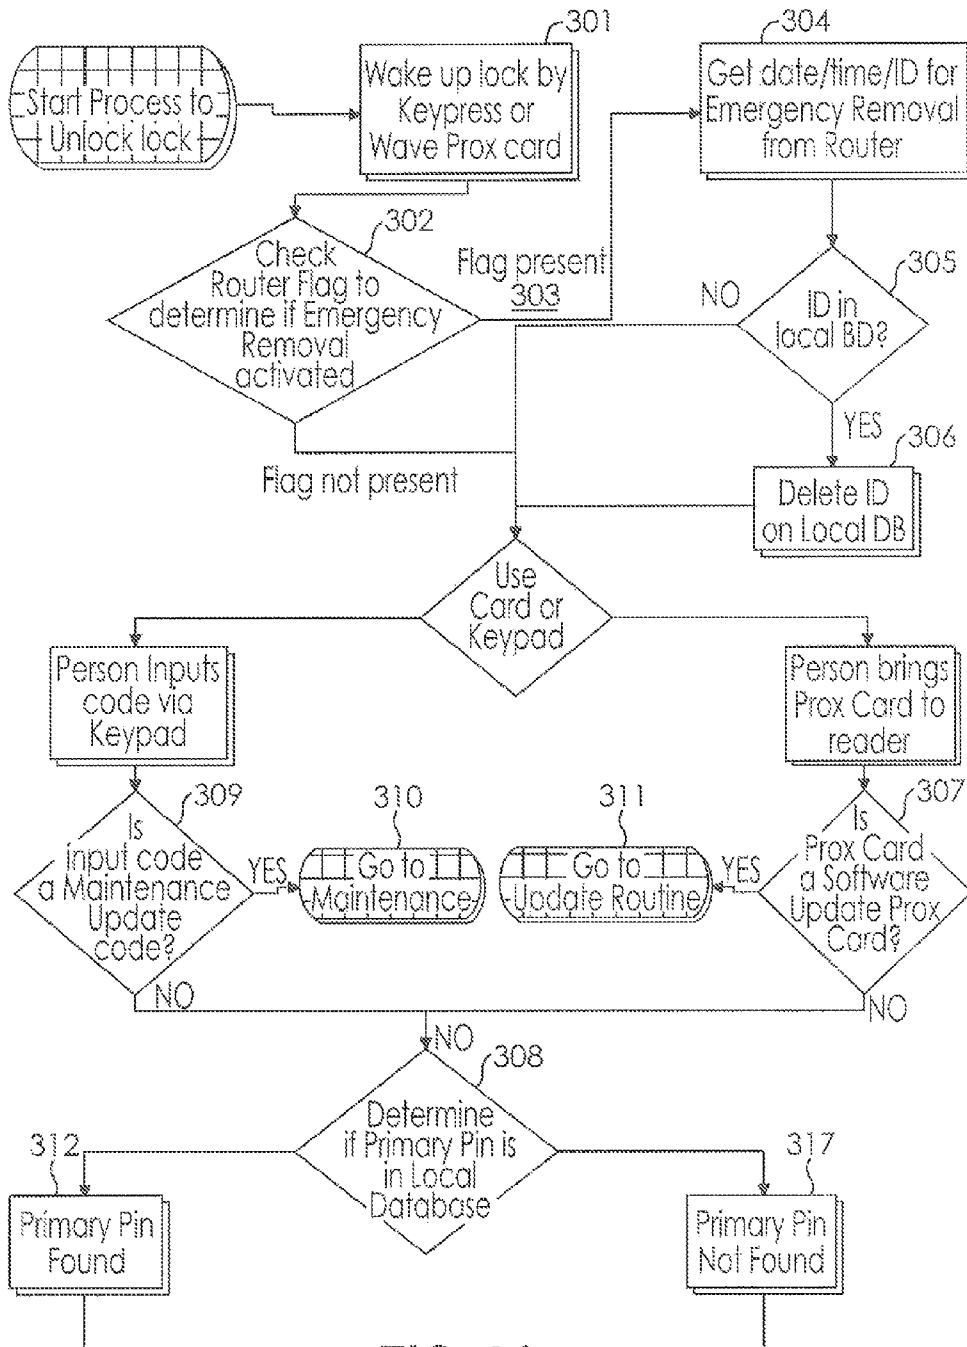 301
304
Start Process to
Unlock lock
Wake up lock by
Keypress or
Wave Prox card
Get date/time/ID for
Emergency Removal
from Router
302
Check
Router Flag to
determine if Emergency
Removal
activated
Flag present
303
305
NO
ID in
local BD?
YES
306
Flag not present
Delete ID
on Local DB
Use
Card or
Keypad
Person Inputs
code via
Keypad
Person brings
Prox Card to
reader
309
310
311
307
Is
input code
a Maintenance
Update
code?
YES
Go to
Maintenance
Go to
Update Routine
YES
Is
Prox Card
a Software
Update Prox
Card?
NO
NO
NO
308
Determine
if Primary Pin is
in Local
Database
312
317
Primary Pin
Found
Primary Pin
Not Found